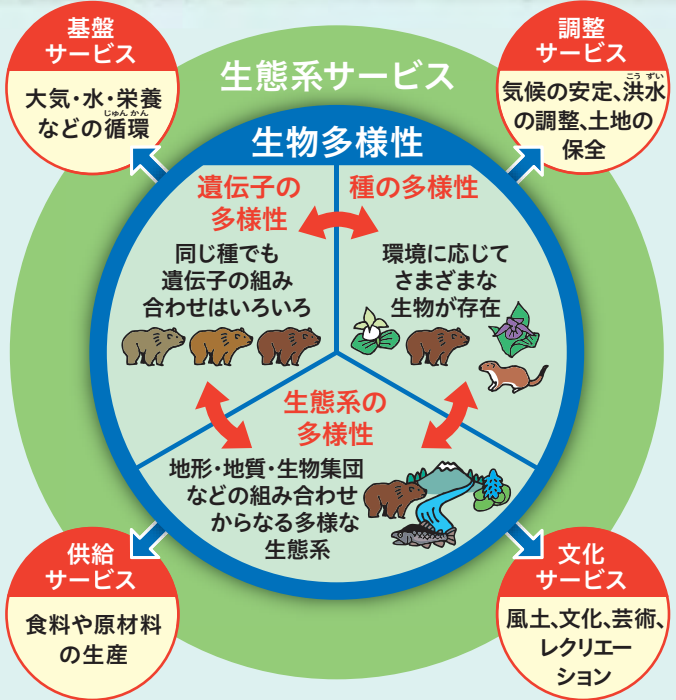 基盤
サービス
大気・水・栄養
などの循環
じゅんかん
調整
サービス
気候の安定、洪水
こうずい
の調整、土地の
保全
生態系サービス
生物多様性
遺伝子の
多様性
同じ種でも
遺伝子の組み
合わせはいろいろ
種の多様性
環境に応じて
さまざまな
生物が存在
生態系の
多様性
地形・地質・生物集団
などの組み合わせ
からなる多様な
生態系
供給
サービス
食料や原材料
の生産
文化
サービス
風土、文化、芸術、
レクリエー
ション